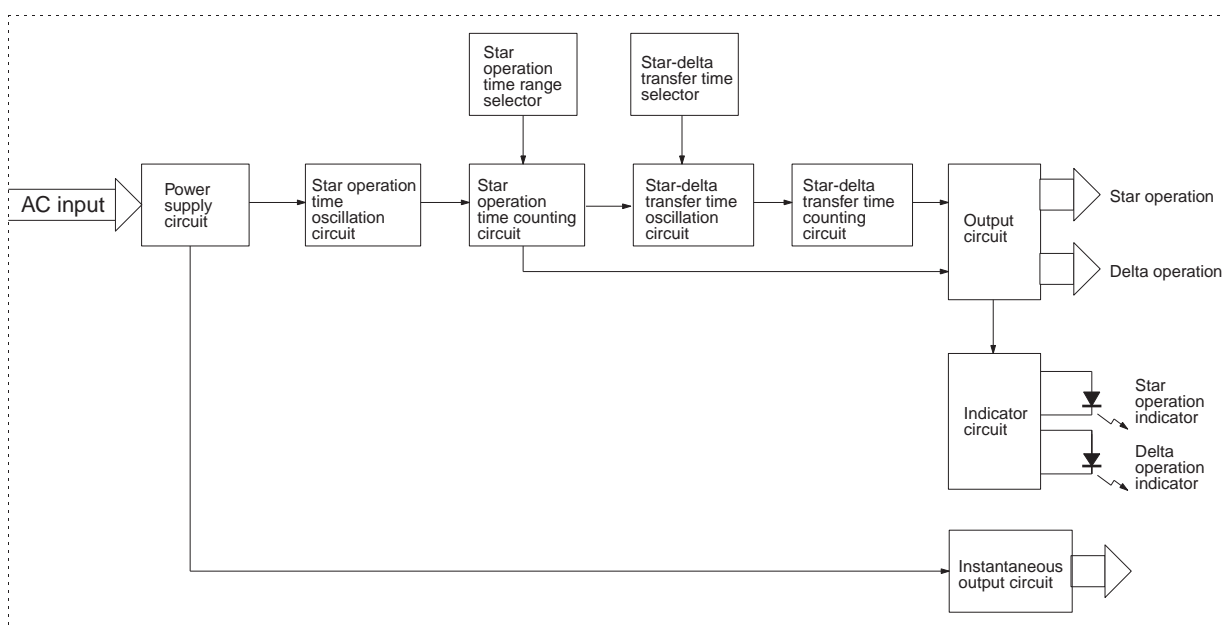 Star
operation
time range
selector
Star-delta
transfer time
selector
AC input
Power
supply
circuit
Star operation
time
oscillation
circuit
Star
operation
time counting
circuit
Star-delta
transfer time
oscillation circuit
Star-delta
transfer time
counting
circuit
Output
circuit
Star operation
Delta operation
Indicator
circuit
Star
operation
indicator
Delta
operation
indicator
Instantaneous
output circuit